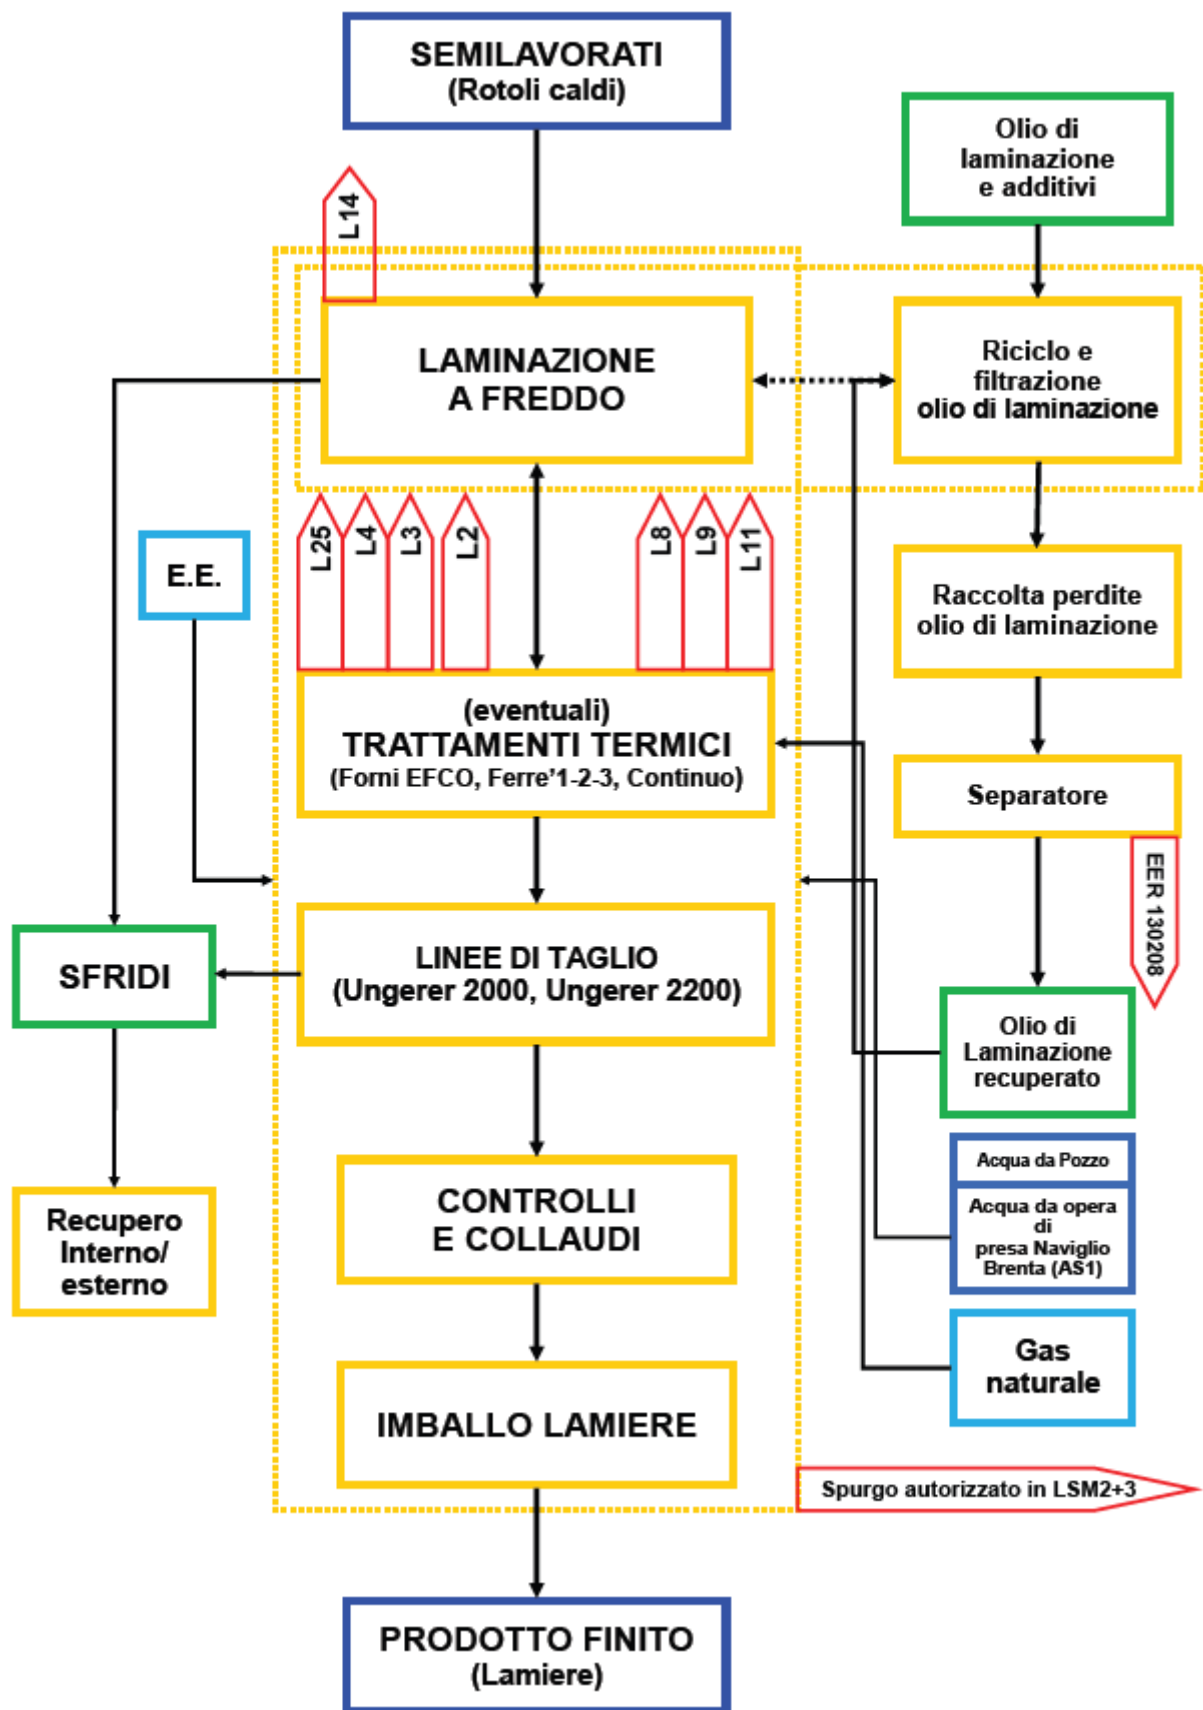 SEMILAVORATI
(Rotoli caldi)
Olio di
laminazione
e additivi
L14
LAMINAZIONE
A FREDDO
Riciclo e
filtrazione
olio di laminazione
L25
L4
L3
L2
L8
L9
L11
E.E.
Raccolta perdite
olio di laminazione
(eventuali)
TRATTAMENTI TERMICI
(Forni EFCO, Ferre'1-2-3, Continuo)
Separatore
EER 130208
SFRIDI
LINEE DI TAGLIO
(Ungerer 2000, Ungerer 2200)
Olio di
Laminazione
recuperato
Acqua da Pozzo
Acqua da opera
di
presa Naviglio
Brenta (AS1)
Recupero
Interno/
esterno
CONTROLLI
E COLLAUDI
Gas
naturale
IMBALLO LAMIERE
Spurgo autorizzato in LSM2+3
PRODOTTO FINITO
(Lamiere)